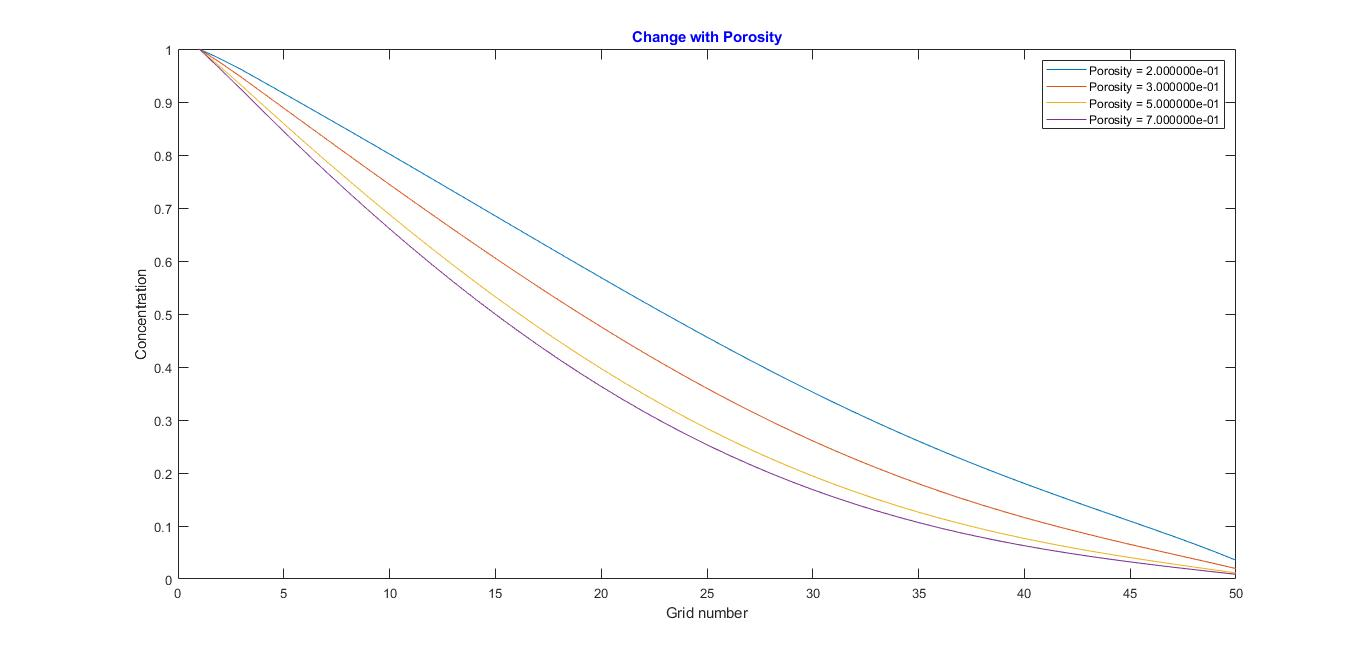 Change with Porosity
1
0.9
0.8
0.7
0.6
0.5
0.4
0.3
0.2
0.1
0
Concentration
Porosity = 2.000000e-01
Porosity = 3.000000e-01
Porosity = 5.000000e-01
Porosity = 7.000000e-01
0 5 10 15 20 25 30 35 40 45 50
Grid number